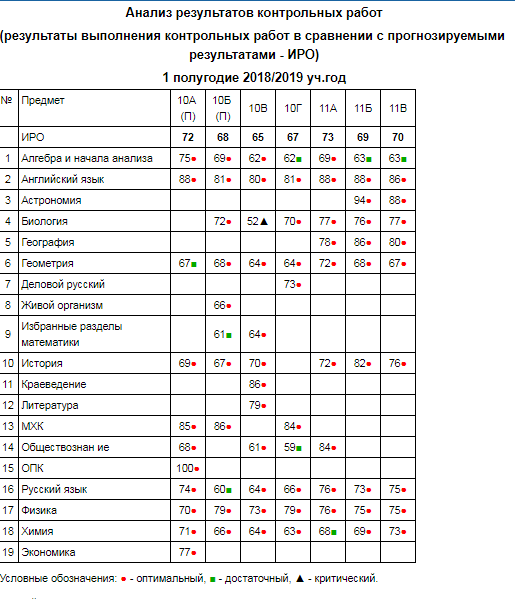 Анализ результатов контрольных работ
(результаты выполнения контрольных работ в сравнении с прогнозируемыми
результатами - ИРО)
1 полугодие 2018/2019 уч.год
№ Предмет 10А (П) 10Б (П) 10В 10Г 11А 11Б 11В
ИРО 72 68 65 67 73 69 70
1 Алгебра и начала анализа 75● 69● 62● 62■ 69● 63■ 63■
2 Английский язык 88● 81● 80● 81● 88● 88● 86●
3 Астрономия 94● 88●
4 Биология 72● 52▲ 70● 77● 76● 77●
5 География 78● 86● 80●
6 Геометрия 67■ 68● 64● 64● 72● 68● 67●
7 Деловой русский 73●
8 Живой организм 66●
9 Избранные разделы математики 61■ 64●
10 История 69● 67● 70● 72● 82● 76●
11 Краеведение 86●
12 Литература 79●
13 МХК 85● 86● 84●
14 Обществознан ие 68● 61● 59■ 84●
15 ОПК 100●
16 Русский язык 74● 60■ 64● 66● 76● 73● 75●
17 Физика 70● 79● 73● 79● 76● 75● 75●
18 Химия 71● 66● 64● 63● 68■ 69● 73●
19 Экономика 77●
Условные обозначения: ● - оптимальный, ■ - достаточный, ▲ - критический.